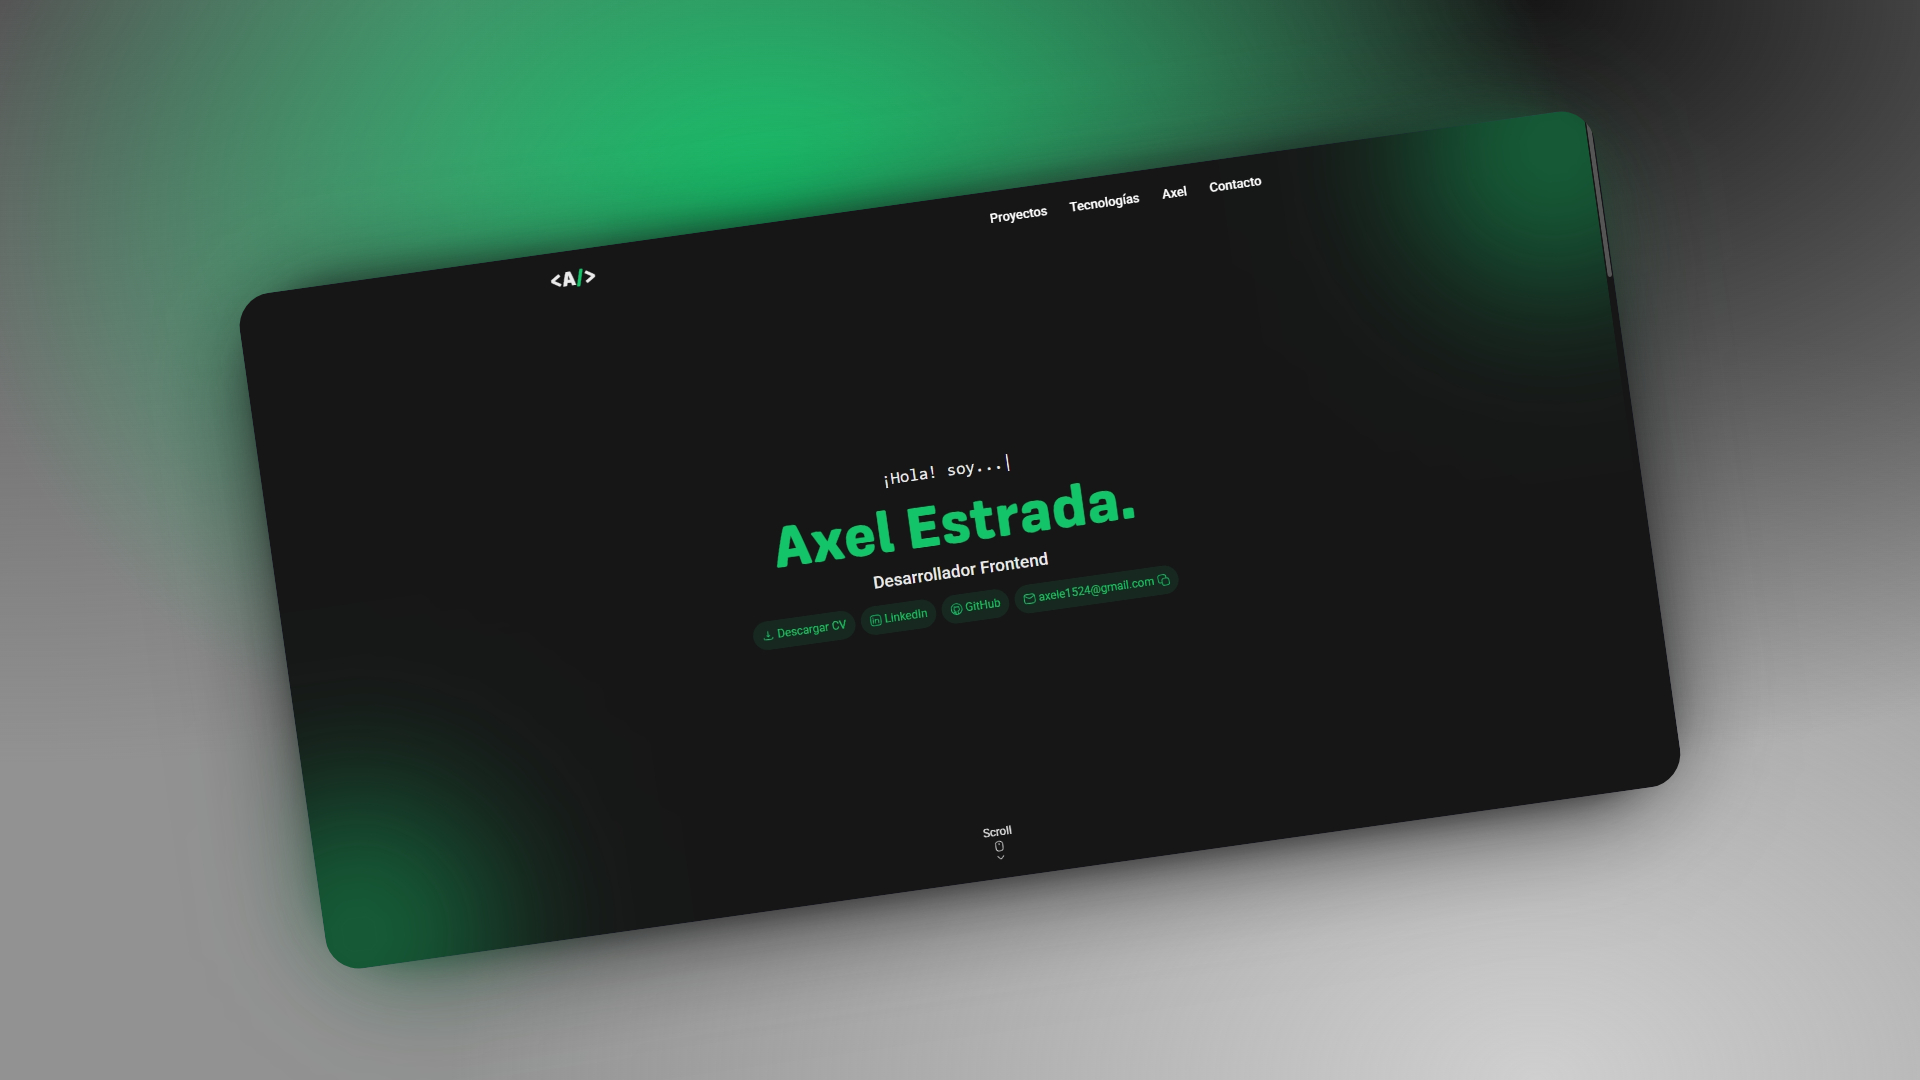 <A/>
Proyectos Tecnologías Axel Contacto
¡Hola! soy...|
Axel Estrada.
Desarrollador Frontend
Descargar CV LinkedIn GitHub axele1524@gmail.com
Scroll